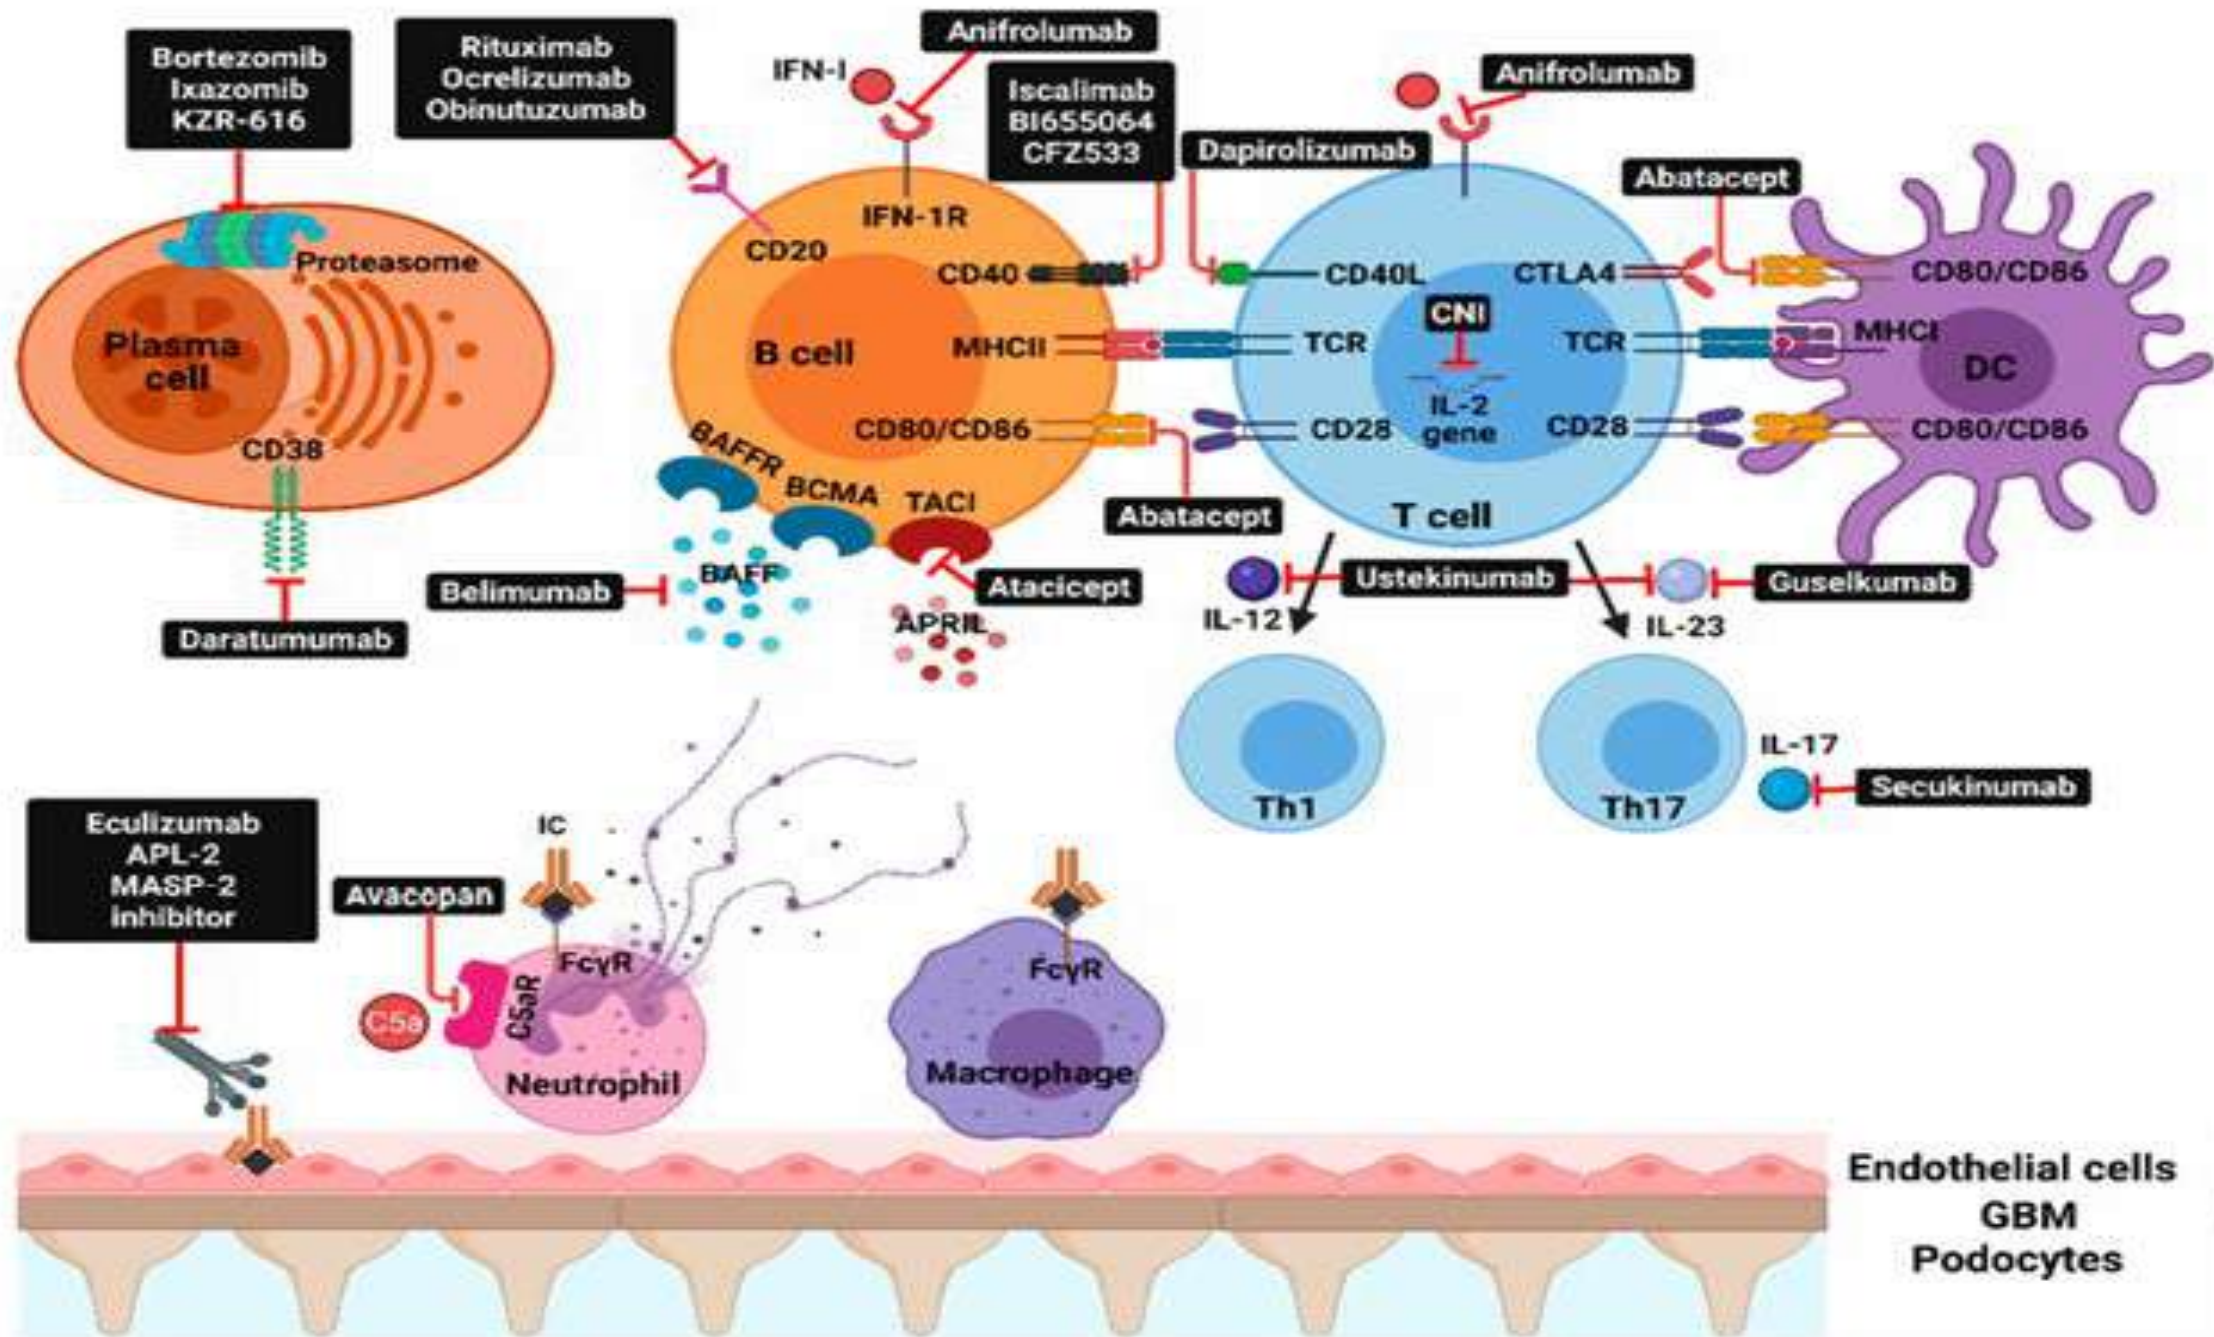 Bortezomib
Ixazomib
KZR-616
Rituximab
Ocrelizumab
Obinutuzumab
IFN-I
Anifrolumab
Iscalimab
BI655064
CFZ533
Dapirolizumab
Anifrolumab
Abatacept
Proteasome
Plasma
cell
CD38
Daratumumab
CD20
IFN-1R
CD40
B cell
MHCII
CD80/CD86
BAFFR
BCMA
TACI
BAFF
Belimumab
Atacicept
APRIL
Abatacept
CD40L
CTLA4
CNI
TCR
TCR
IL-2
gene
CD28
CD28
T cell
CD80/CD86
MHCI
DC
CD80/CD86
IL-12
Ustekinumab
IL-23
Guselkumab
Th1
Th17
IL-17
Secukinumab
Eculizumab
APL-2
MASP-2
inhibitor
Avacopan
IC
C5a
C5aR
FcγR
Neutrophil
FcγR
Macrophage
Endothelial cells
GBM
Podocytes